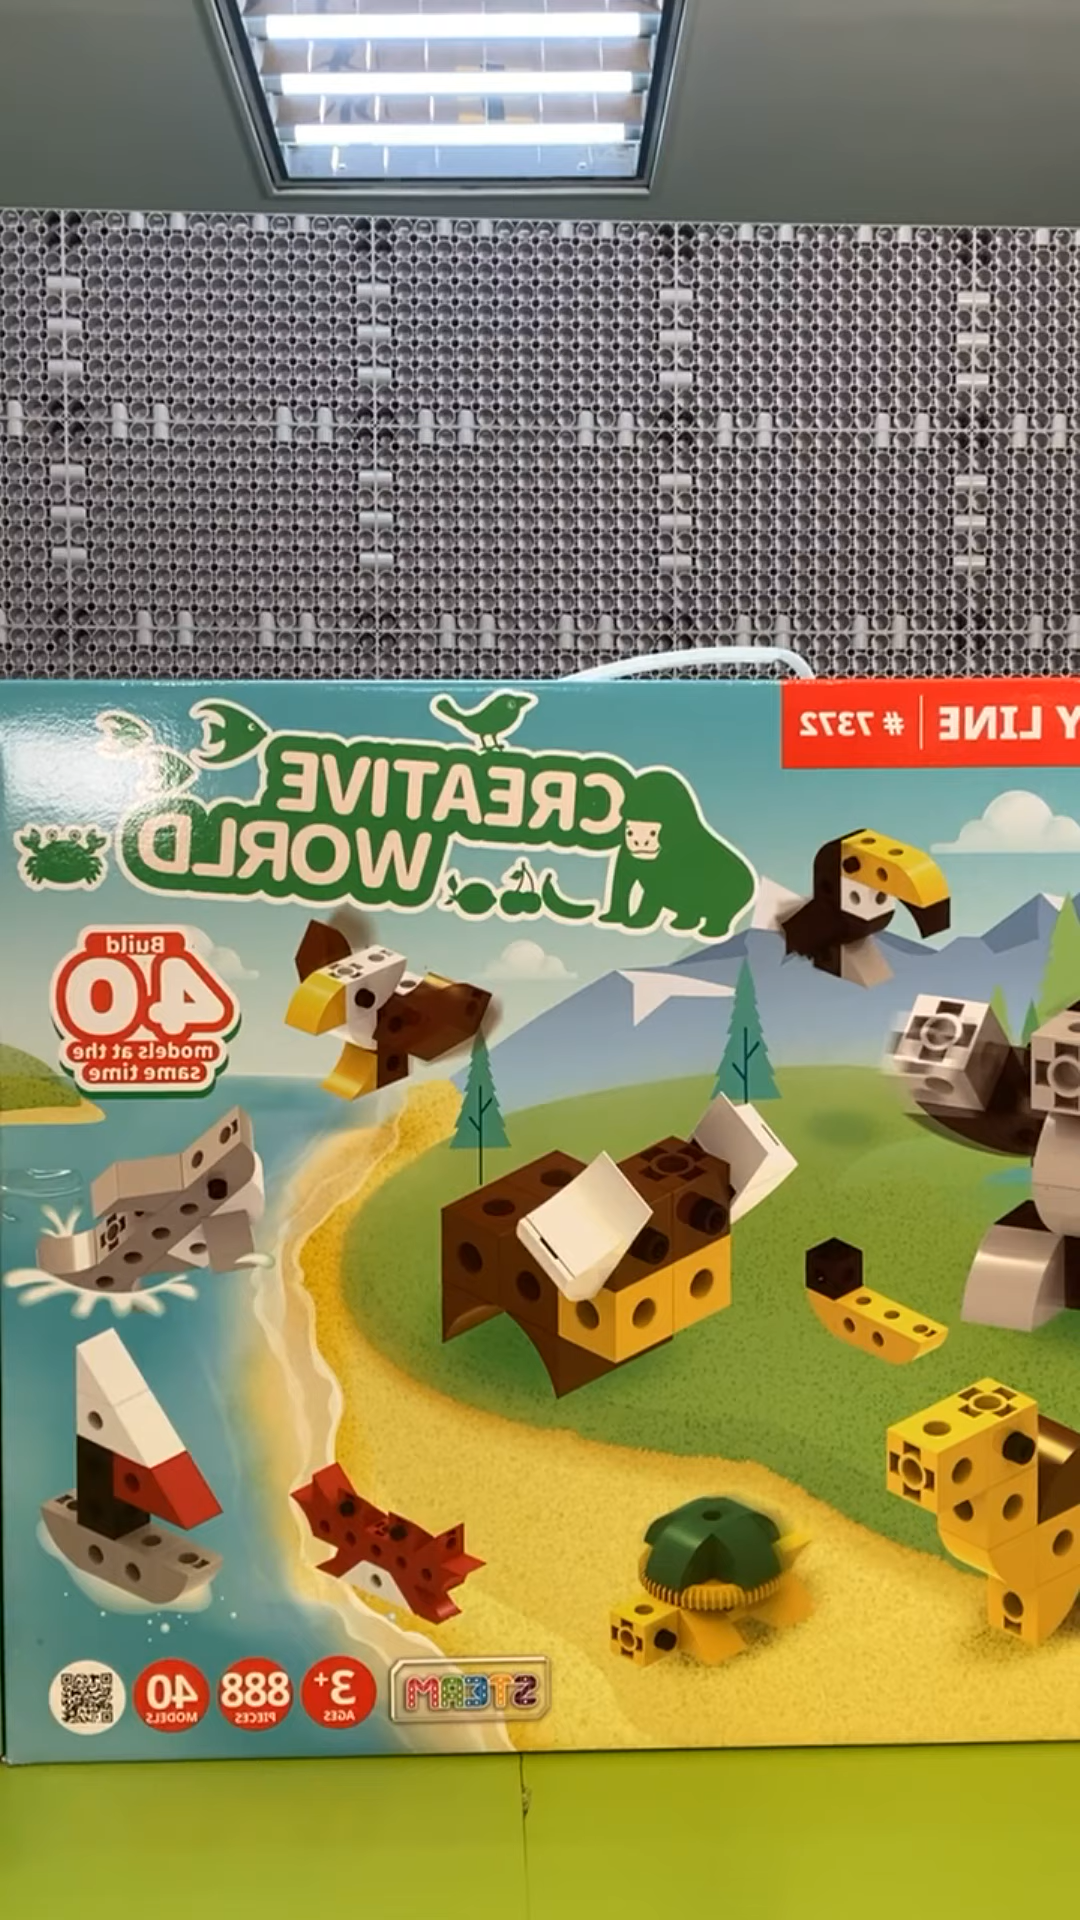 Y LINE | # 7372
CREATIVE
WORLD
Build
40
models at the
same time
STEAM
3+
AGES
888
PIECES
40
MODELS